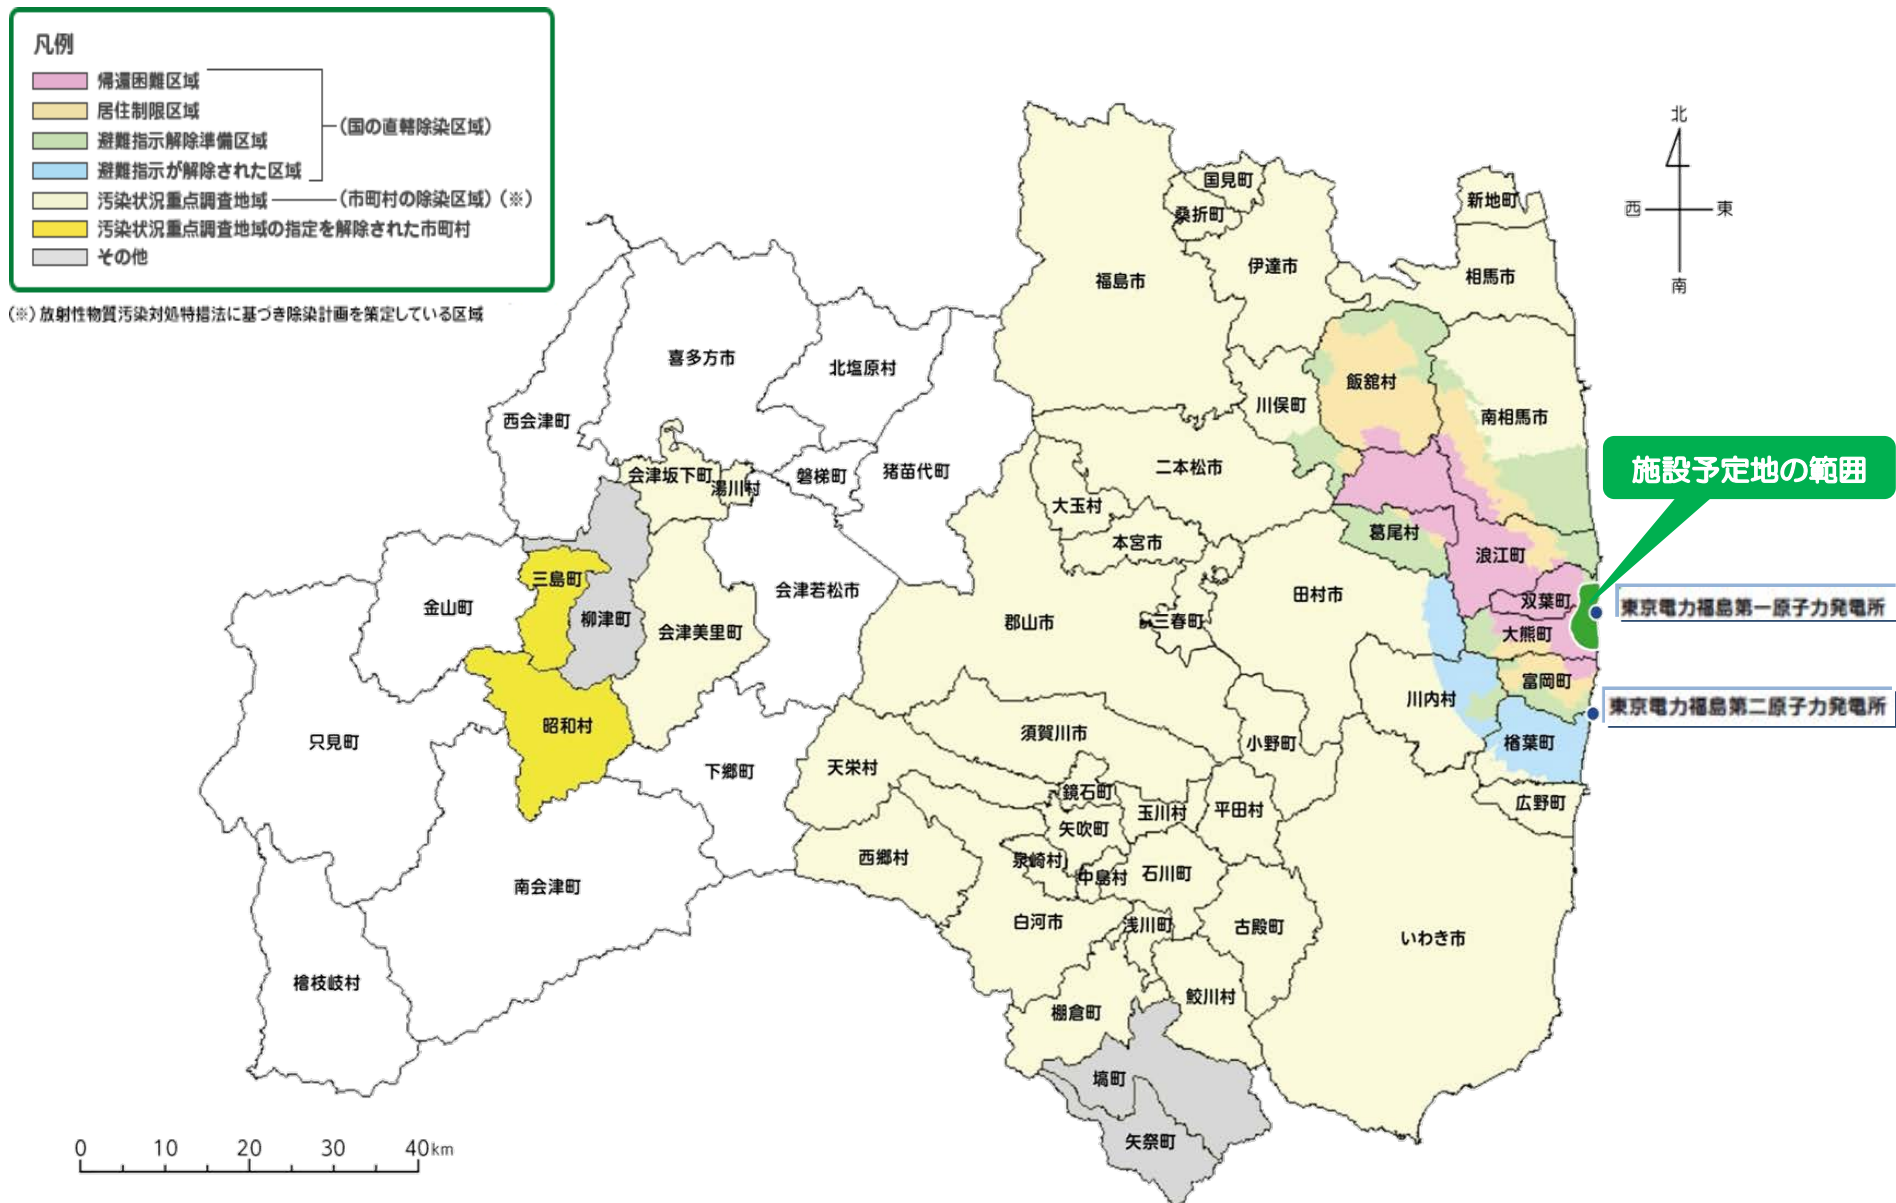 凡例
帰還困難区域
居住制限区域
避難指示解除準備区域
避難指示が解除された区域
(国の直轄除染区域)
汚染状況重点調査地域
(市町村の除染区域)(※)
汚染状況重点調査地域の指定を解除された市町村
その他
(※)放射性物質汚染対処特措法に基づき除染計画を策定している区域
北
西
東
南
国見町
桑折町
新地町
伊達市
相馬市
福島市
喜多方市
北塩原村
飯舘村
川俣町
南相馬市
西会津町
施設予定地の範囲
二本松市
猪苗代町
磐梯町
会津坂下町
湯川村
大玉村
本宮市
葛尾村
浪江町
三島町
会津若松市
田村市
双葉町
東京電力福島第一原子力発電所
金山町
柳津町
会津美里町
郡山市
三春町
大熊町
富岡町
川内村
東京電力福島第二原子力発電所
昭和村
只見町
須賀川市
小野町
楢葉町
下郷町
天栄村
鏡石町
玉川村
平田村
広野町
矢吹町
西郷村
泉崎村
中島村
石川町
南会津町
白河市
浅川町
古殿町
いわき市
檜枝岐村
鮫川村
棚倉町
塙町
矢祭町
0 10 20 30 40km